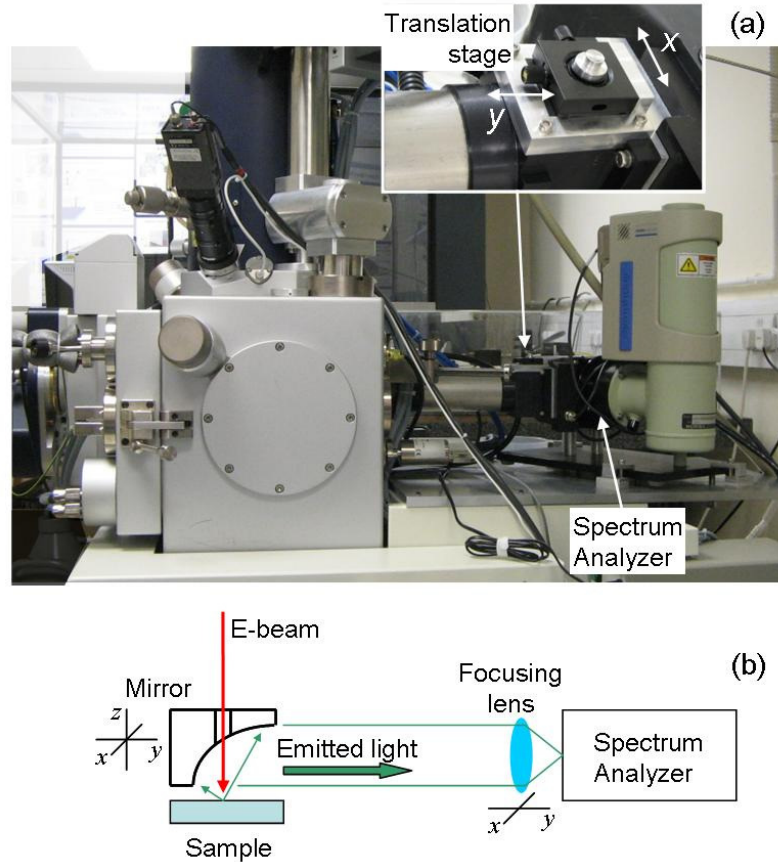 Translation
stage
(a)
x
y
Spectrum
Analyzer
(b)
E-beam
Mirror
Focusing
lens
z
x
y
Emitted light
Spectrum
Analyzer
x
y
Sample